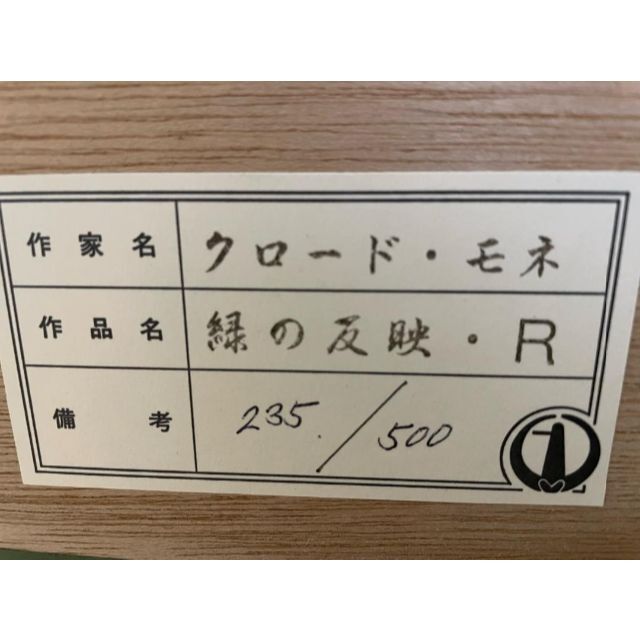 作家名 クロード・モネ
作品名 緑の反映・R
備考 235/500